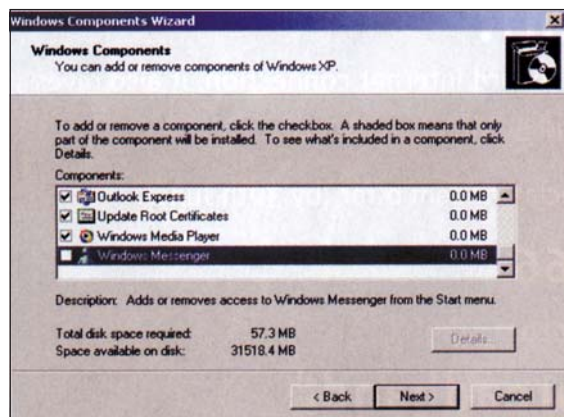 Windows Components Wizard
Windows Components
You can add or remove components of Windows XP.
To add or remove a component, click the checkbox. A shaded box means that only
part of the component will be installed. To see what's included in a component, click
Details.
Components:
Outlook Express 0.0 MB
Update Root Certificates 0.0 MB
Windows Media Player 0.0 MB
Windows Messenger 0.0 MB
Description: Adds or removes access to Windows Messenger from the Start menu.
Total disk space required: 57.3 MB
Space available on disk: 31518.4 MB
Details...
< Back Next > Cancel